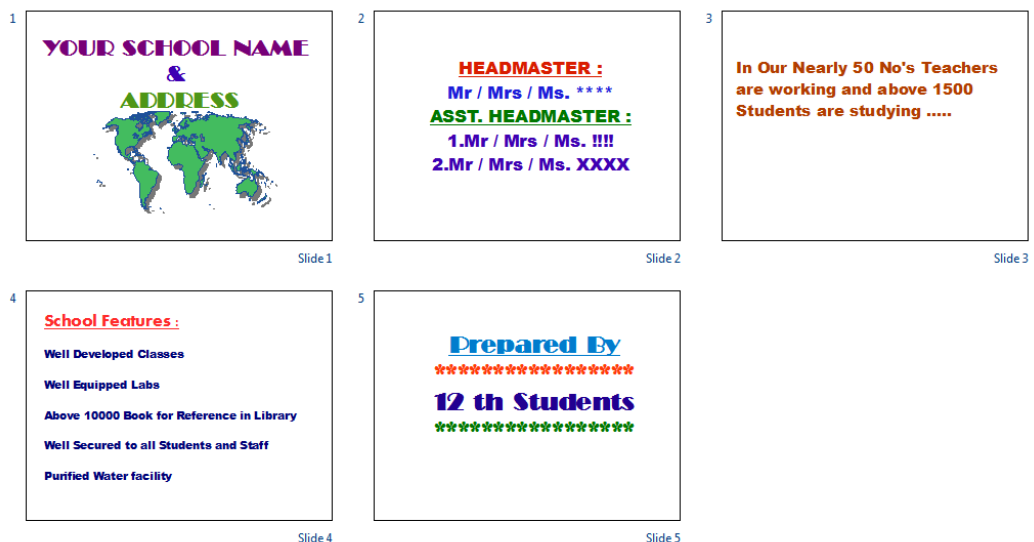 1
YOUR SCHOOL NAME
&
ADDRESS
Slide 1
2
HEADMASTER :
Mr / Mrs / Ms. ****
ASST. HEADMASTER :
1.Mr / Mrs / Ms. !!!!
2.Mr / Mrs / Ms. XXXX
Slide 2
3
In Our Nearly 50 No's Teachers
are working and above 1500
Students are studying .....
Slide 3
4
School Features :
Well Developed Classes
Well Equipped Labs
Above 10000 Book for Reference in Library
Well Secured to all Students and Staff
Purified Water facility
Slide 4
5
Prepared By
*****************
12 th Students
*****************
Slide 5